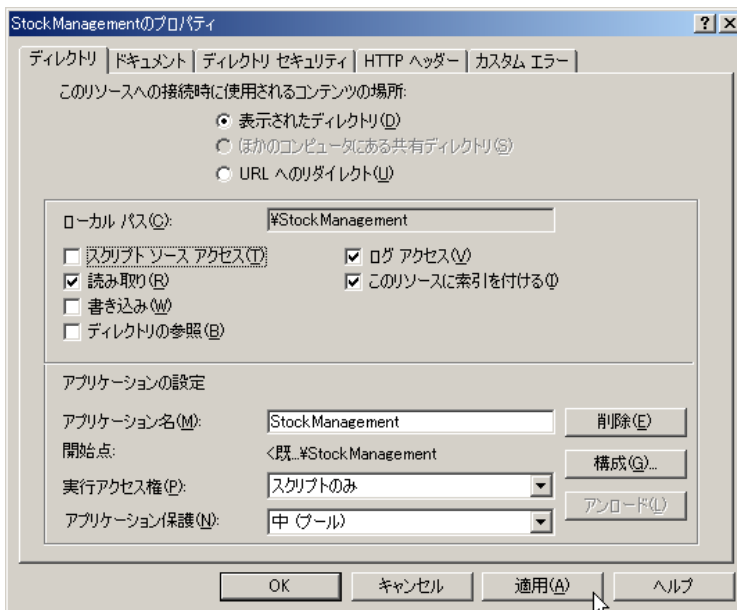 StockManagementのプロパティ
ディレクトリ ドキュメント ディレクトリ セキュリティ HTTP ヘッダー カスタム エラー
このリソースへの接続時に使用されるコンテンツの場所:
表示されたディレクトリ(D)
ほかのコンピュータにある共有ディレクトリ(S)
URL へのリダイレクト(U)
ローカル パス(C): ¥StockManagement
スクリプト ソース アクセス(T) ログ アクセス(V)
読み取り(R) このリソースに索引を付ける(I)
書き込み(W)
ディレクトリの参照(B)
アプリケーションの設定
アプリケーション名(M): StockManagement 削除(E)
開始点: <既...¥StockManagement 構成(G)...
実行アクセス権(P): スクリプトのみ アンロード(L)
アプリケーション保護(N): 中 (プール)
OK キャンセル 適用(A) ヘルプ